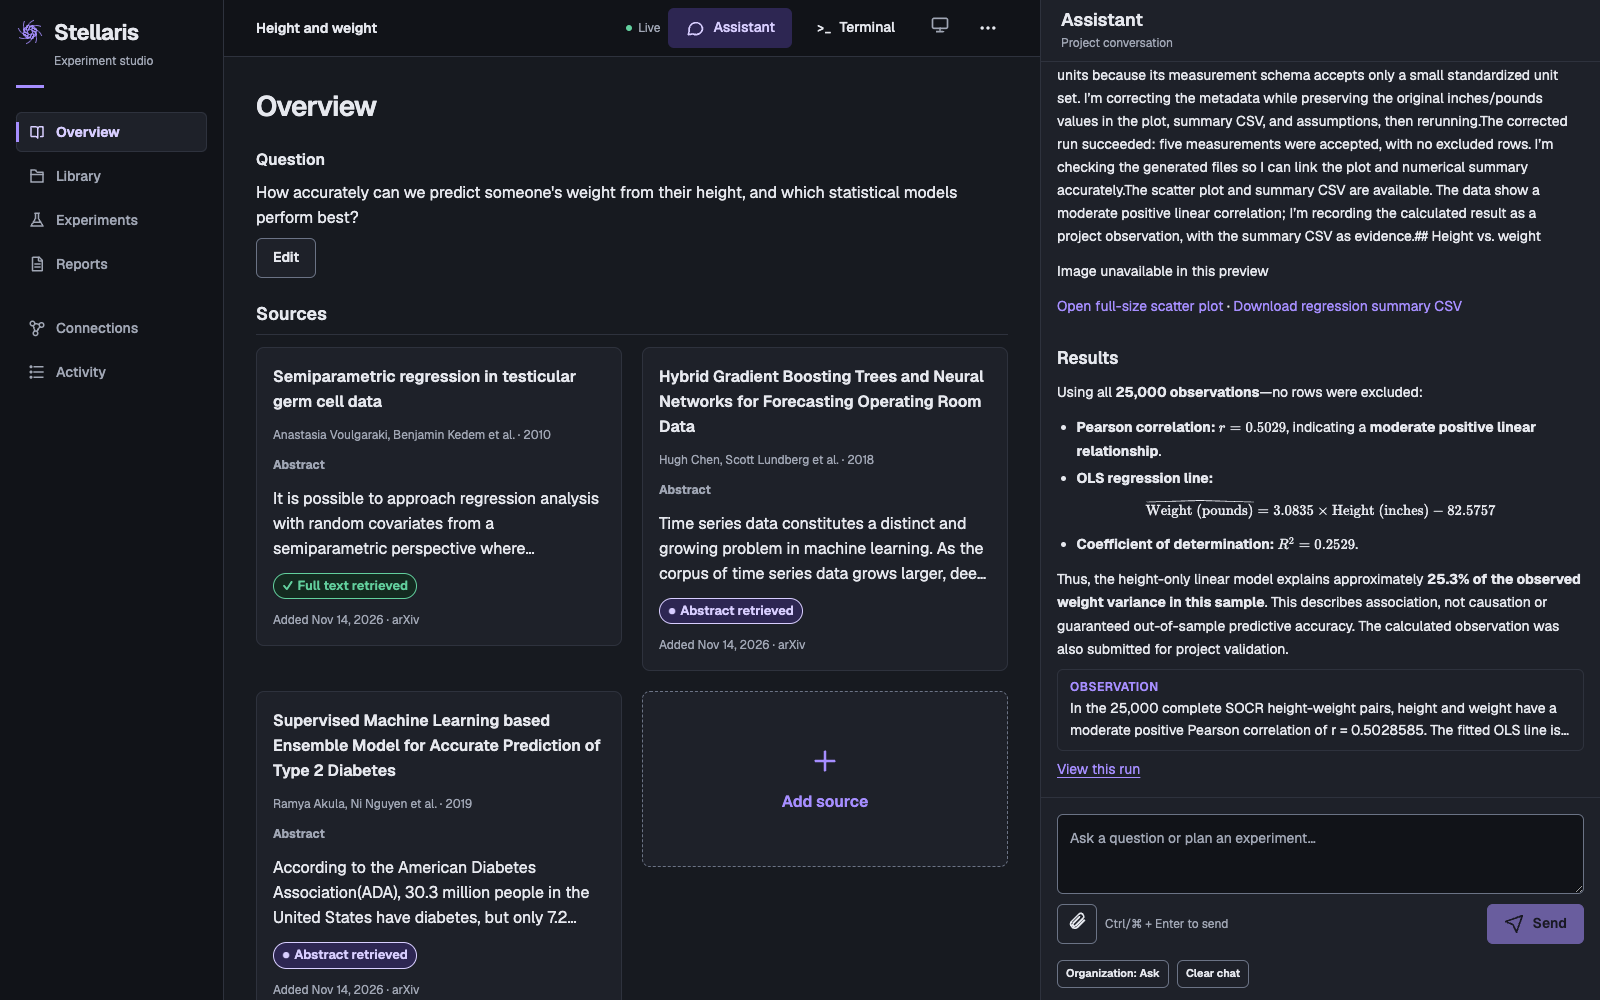 Stellaris
Experiment studio
Overview
Library
Experiments
Reports
Connections
Activity
Height and weight
Live
Assistant
>_ Terminal
Overview
Question
How accurately can we predict someone's weight from their height, and which statistical models
perform best?
Edit
Sources
Semiparametric regression in testicular
germ cell data
Anastasia Voulgaraki, Benjamin Kedem et al. · 2010
Abstract
It is possible to approach regression analysis
with random covariates from a
semiparametric perspective where...
Full text retrieved
Added Nov 14, 2026 · arXiv
Hybrid Gradient Boosting Trees and Neural
Networks for Forecasting Operating Room
Data
Hugh Chen, Scott Lundberg et al. · 2018
Abstract
Time series data constitutes a distinct and
growing problem in machine learning. As the
corpus of time series data grows larger, dee...
Abstract retrieved
Added Nov 14, 2026 · arXiv
Supervised Machine Learning based
Ensemble Model for Accurate Prediction of
Type 2 Diabetes
Ramya Akula, Ni Nguyen et al. · 2019
Abstract
According to the American Diabetes
Association(ADA), 30.3 million people in the
United States have diabetes, but only 7.2...
Abstract retrieved
Added Nov 14, 2026 · arXiv
Add source
Assistant
Project conversation
units because its measurement schema accepts only a small standardized unit
set. I’m correcting the metadata while preserving the original inches/pounds
values in the plot, summary CSV, and assumptions, then rerunning.The corrected
run succeeded: five measurements were accepted, with no excluded rows. I’m
checking the generated files so I can link the plot and numerical summary
accurately.The scatter plot and summary CSV are available. The data show a
moderate positive linear correlation; I’m recording the calculated result as a
project observation, with the summary CSV as evidence.## Height vs. weight
Image unavailable in this preview
Open full-size scatter plot · Download regression summary CSV
Results
Using all 25,000 observations—no rows were excluded:
• Pearson correlation: r = 0.5029, indicating a moderate positive linear
relationship.
• OLS regression line:
Weight (pounds) = 3.0835 × Height (inches) − 82.5757
• Coefficient of determination: R² = 0.2529.
Thus, the height-only linear model explains approximately 25.3% of the observed
weight variance in this sample. This describes association, not causation or
guaranteed out-of-sample predictive accuracy. The calculated observation was
also submitted for project validation.
OBSERVATION
In the 25,000 complete SOCR height-weight pairs, height and weight have a
moderate positive Pearson correlation of r = 0.5028585. The fitted OLS line is...
View this run
Ask a question or plan an experiment...
Ctrl/⌘ + Enter to send
Send
Organization: Ask
Clear chat